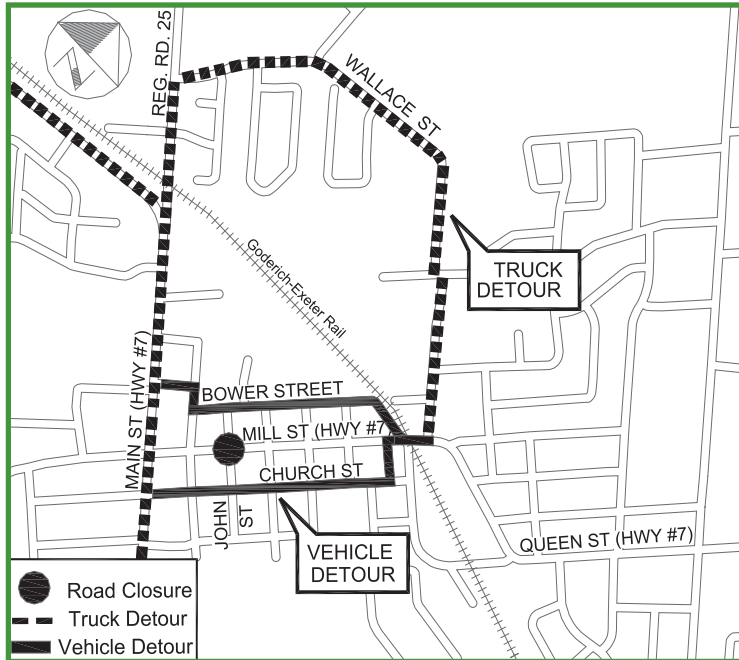 REG. RD. 25
WALLACE ST
TRUCK
DETOUR
Goderich-Exeter Rail
MAIN ST (HWY #7)
BOWER STREET
MILL ST (HWY #7
CHURCH ST
JOHN
ST
VEHICLE
DETOUR
QUEEN ST (HWY #7)
Road Closure
Truck Detour
Vehicle Detour